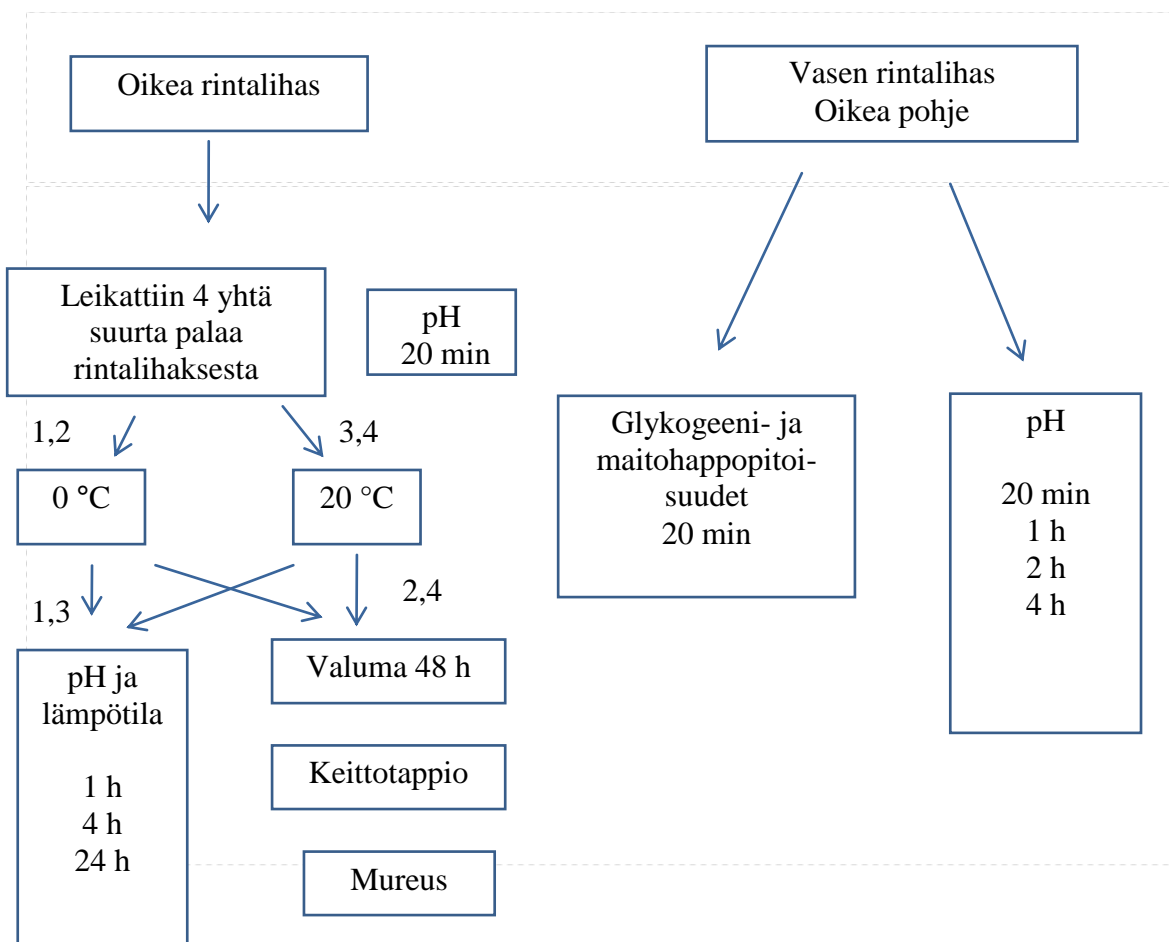 Oikea rintalihas
Vasen rintalihas
Oikea pohje
Leikattiin 4 yhtä
suurta palaa
rintalihaksesta
pH
20 min
1,2
3,4
0 °C
20 °C
1,3
2,4
pH ja
lämpötila
1 h
4 h
24 h
Valuma 48 h
Keittotappio
Mureus
Glykogeeni- ja
maitohappopitoi-
suudet
20 min
pH
20 min
1 h
2 h
4 h